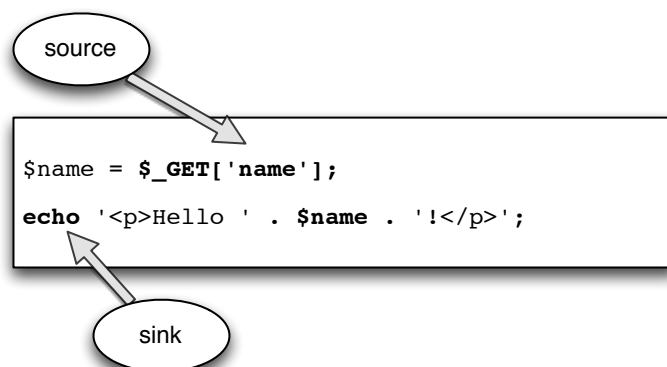 source
$name = $_GET['name'];
echo '<p>Hello ' . $name . '!</p>';
sink